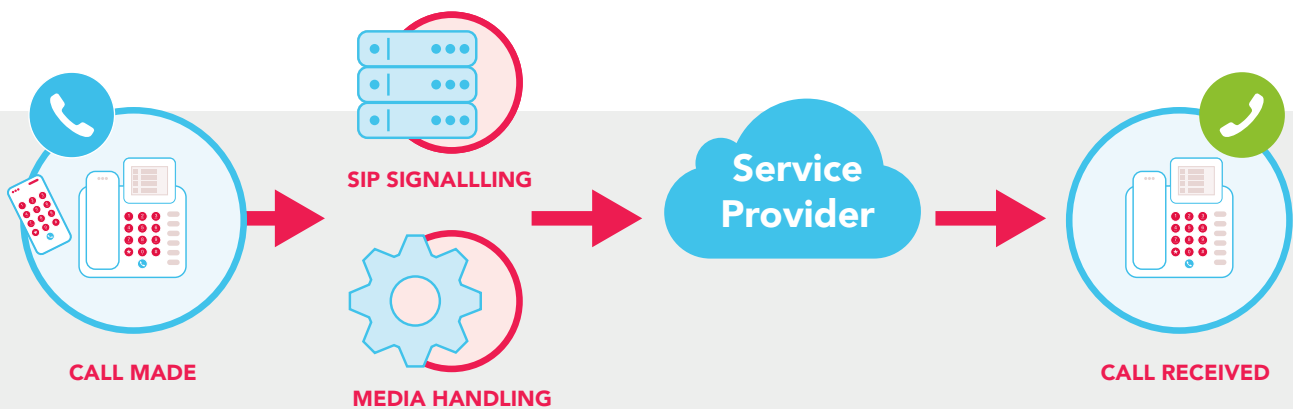 CALL MADE
SIP SIGNALLLING
MEDIA HANDLING
Service
Provider
CALL RECEIVED